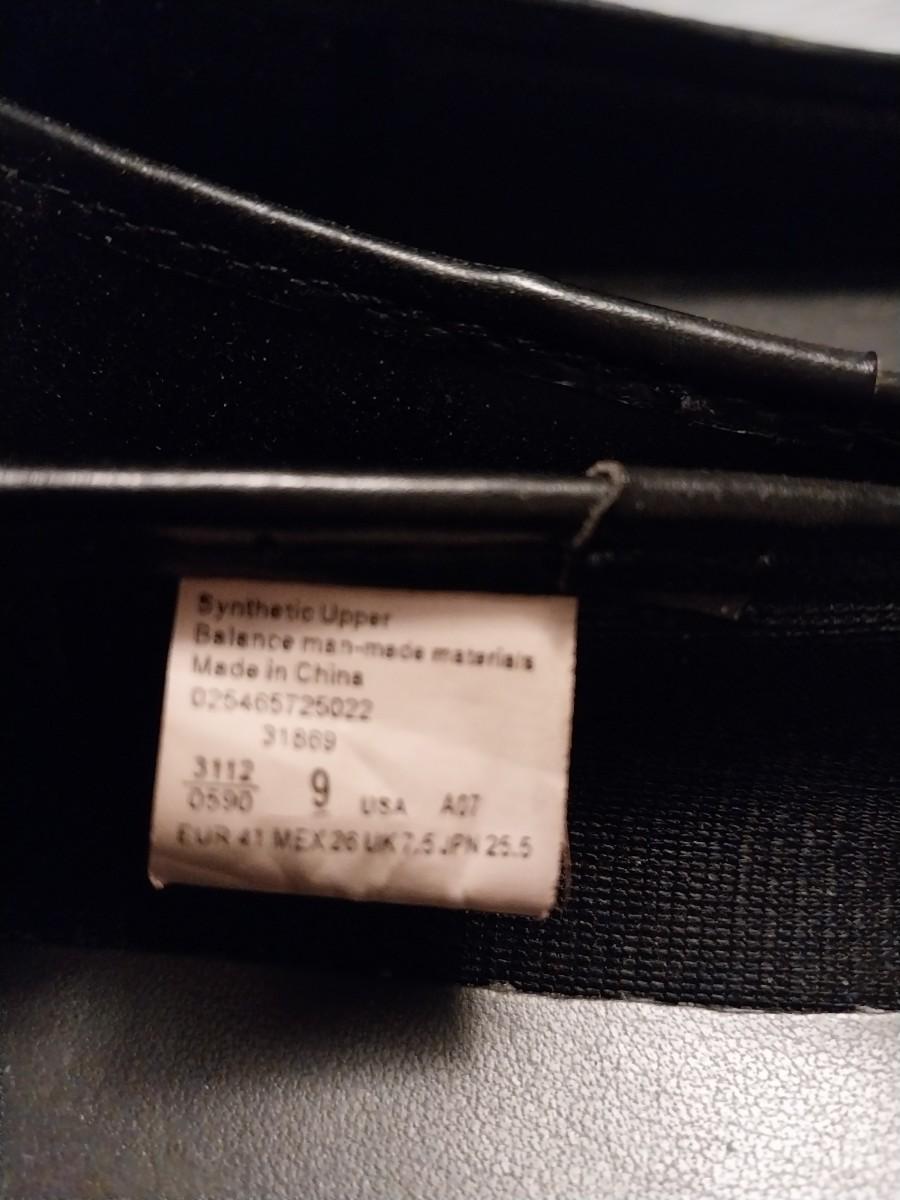 Synthetic Upper
Balance man-made materials
Made in China
025465725022
31869
3112
0590
9 USA A07
EUR 41 MEX 26 UK 7.5 JPN 25.5